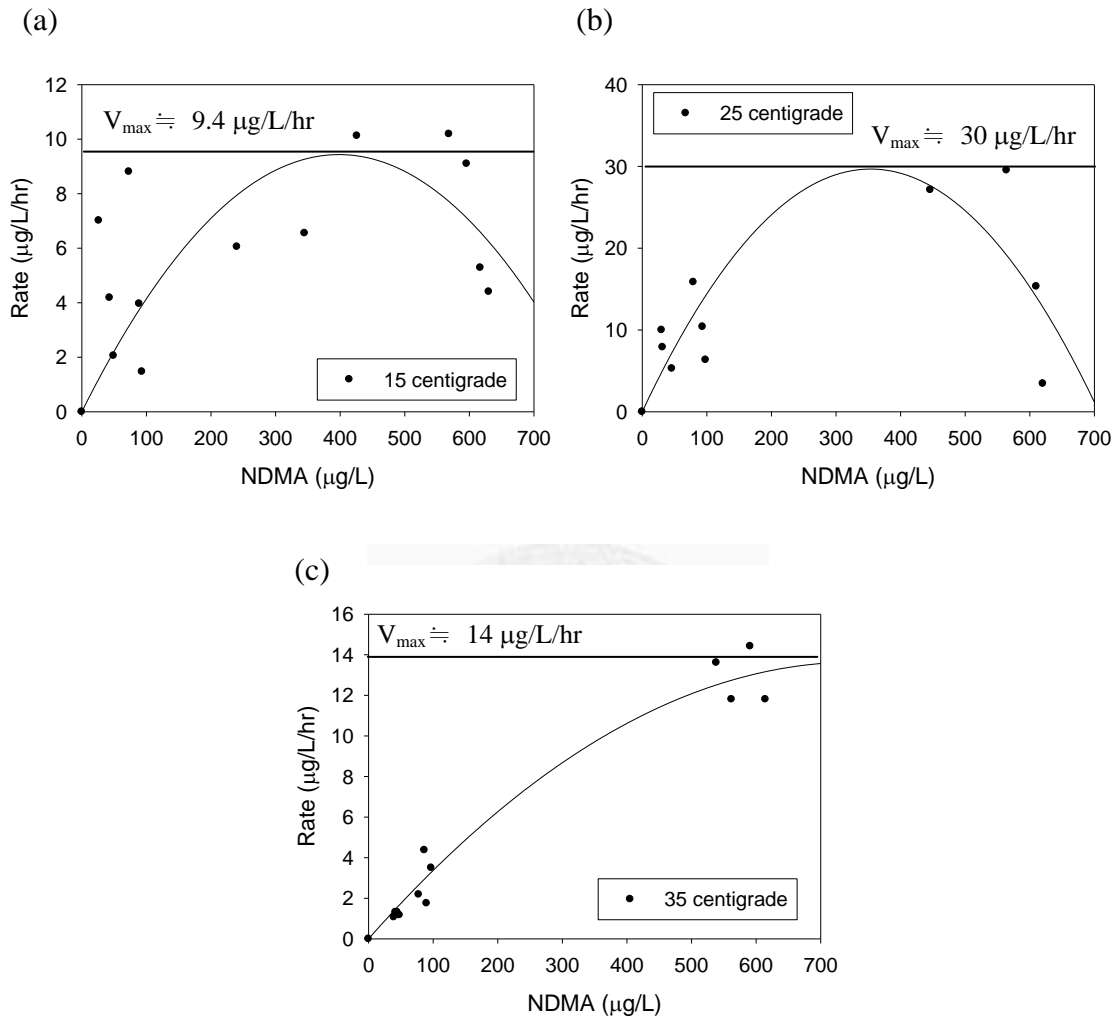 (a)
12
10
8
6
4
2
0
Rate (μg/L/hr)
Vmax ≒ 9.4 μg/L/hr
15 centigrade
0 100 200 300 400 500 600 700
NDMA (μg/L)
(b)
40
30
20
10
0
Rate (μg/L/hr)
25 centigrade
Vmax ≒ 30 μg/L/hr
0 100 200 300 400 500 600 700
NDMA (μg/L)
(c)
16
14
12
10
8
6
4
2
0
Rate (μg/L/hr)
Vmax ≒ 14 μg/L/hr
35 centigrade
0 100 200 300 400 500 600 700
NDMA (μg/L)